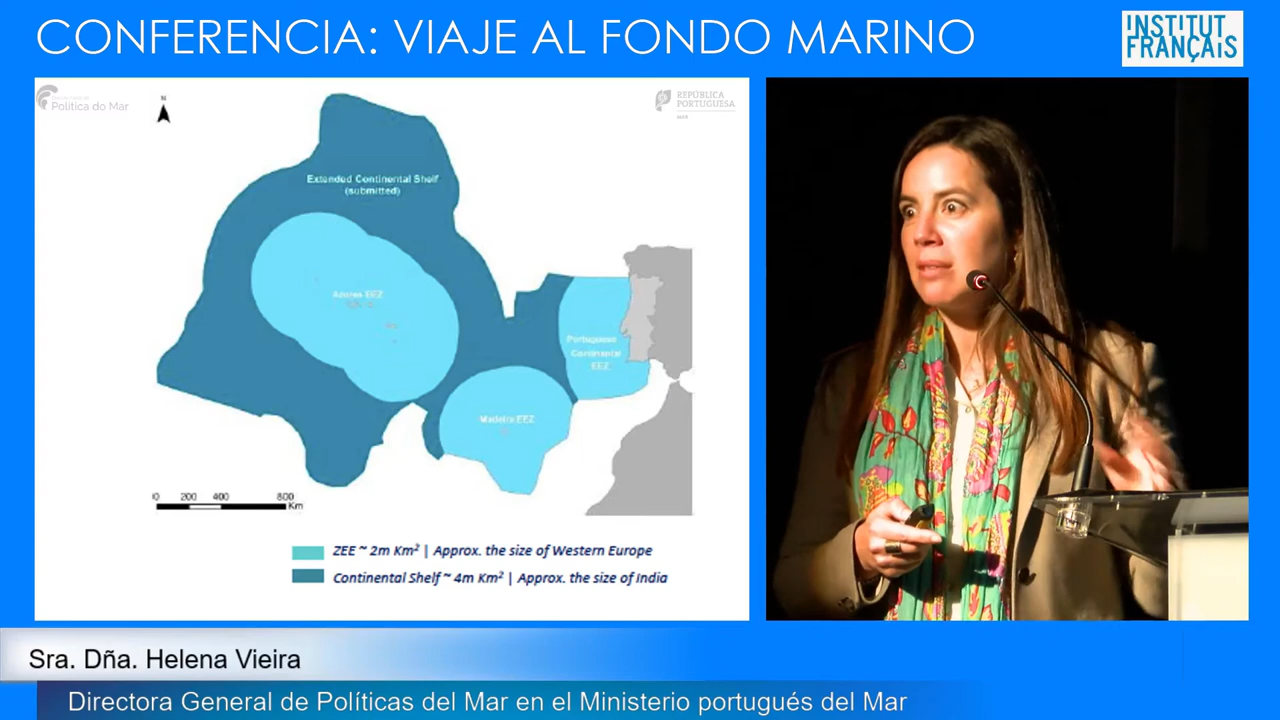 CONFERENCIA: VIAJE AL FONDO MARINO
INSTITUT
FRANÇAIS
Política do Mar
N
REPÚBLICA
PORTUGUESA
MAR
Extended Continental Shelf
(submitted)
Azores EEZ
Portuguese
Continental
EEZ
Madeira EEZ
0 200 400 800
Km
ZEE ~ 2m Km² | Approx. the size of Western Europe
Continental Shelf ~ 4m Km² | Approx. the size of India
Sra. Dña. Helena Vieira
Directora General de Políticas del Mar en el Ministerio portugués del Mar